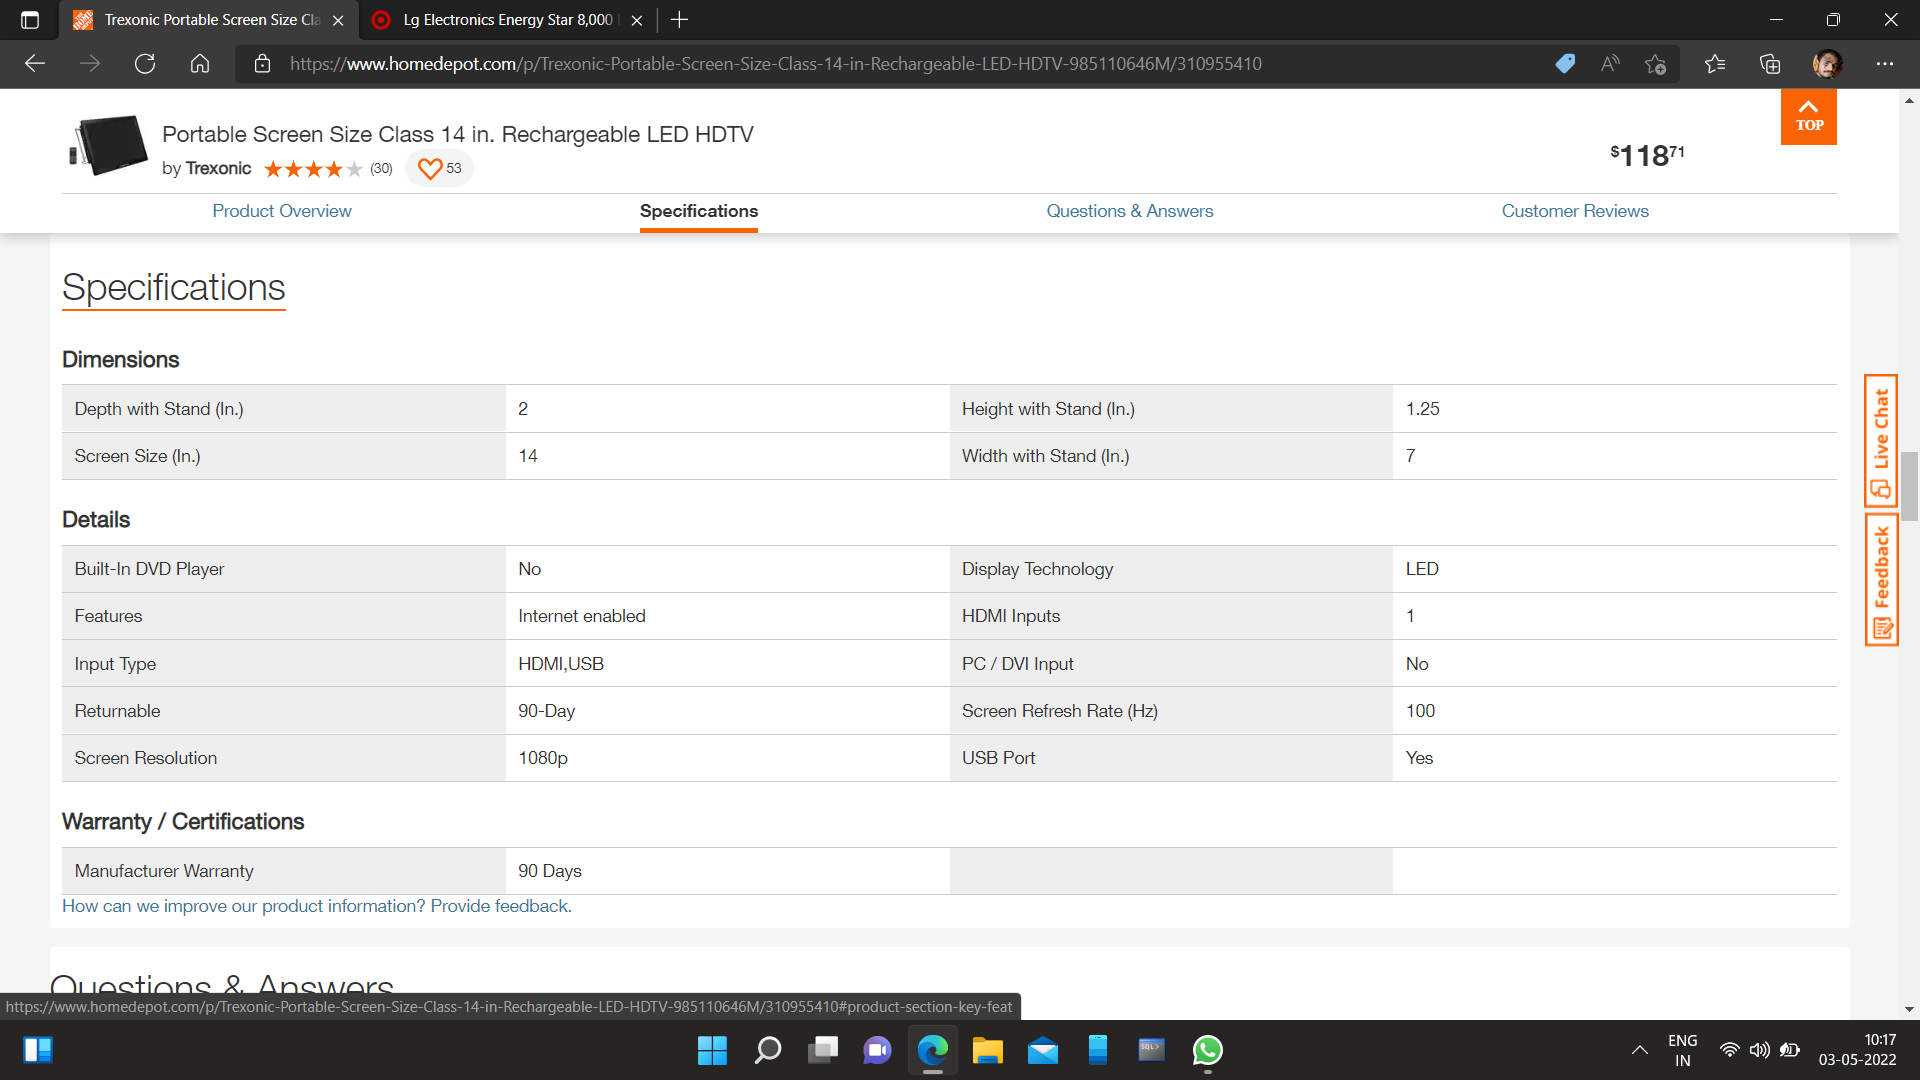 Trexonic Portable Screen Size Cla
Lg Electronics Energy Star 8,000
https://www.homedepot.com/p/Trexonic-Portable-Screen-Size-Class-14-in-Rechargeable-LED-HDTV-985110646M/310955410
Portable Screen Size Class 14 in. Rechargeable LED HDTV
by Trexonic (30) 53
$118 71
TOP
Product Overview Specifications Questions & Answers Customer Reviews
Specifications
Dimensions
Depth with Stand (In.) 2 Height with Stand (In.) 1.25
Screen Size (In.) 14 Width with Stand (In.) 7
Details
Built-In DVD Player No Display Technology LED
Features Internet enabled HDMI Inputs 1
Input Type HDMI,USB PC / DVI Input No
Returnable 90-Day Screen Refresh Rate (Hz) 100
Screen Resolution 1080p USB Port Yes
Warranty / Certifications
Manufacturer Warranty 90 Days
How can we improve our product information? Provide feedback.
Live Chat
Feedback
Questions & Answers
https://www.homedepot.com/p/Trexonic-Portable-Screen-Size-Class-14-in-Rechargeable-LED-HDTV-985110646M/310955410#product-section-key-feat
SQL>
ENG
IN
10:17
03-05-2022